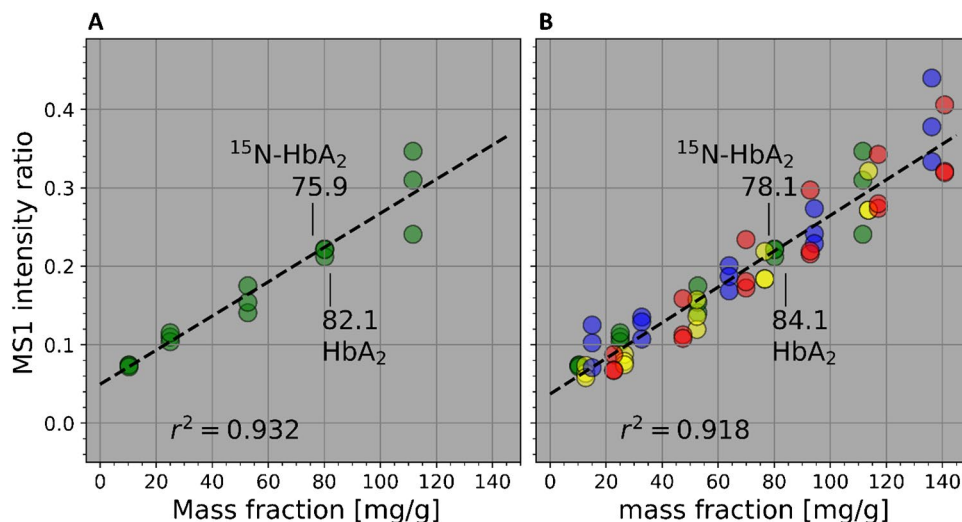 A
B
MS1 intensity ratio
0.4
0.3
0.2
0.1
0.0
¹⁵N-HbA₂
75.9
82.1
HbA₂
r² = 0.932
0
20
40
60
80
100
120
140
Mass fraction [mg/g]
¹⁵N-HbA₂
78.1
84.1
HbA₂
r² = 0.918
0
20
40
60
80
100
120
140
mass fraction [mg/g]